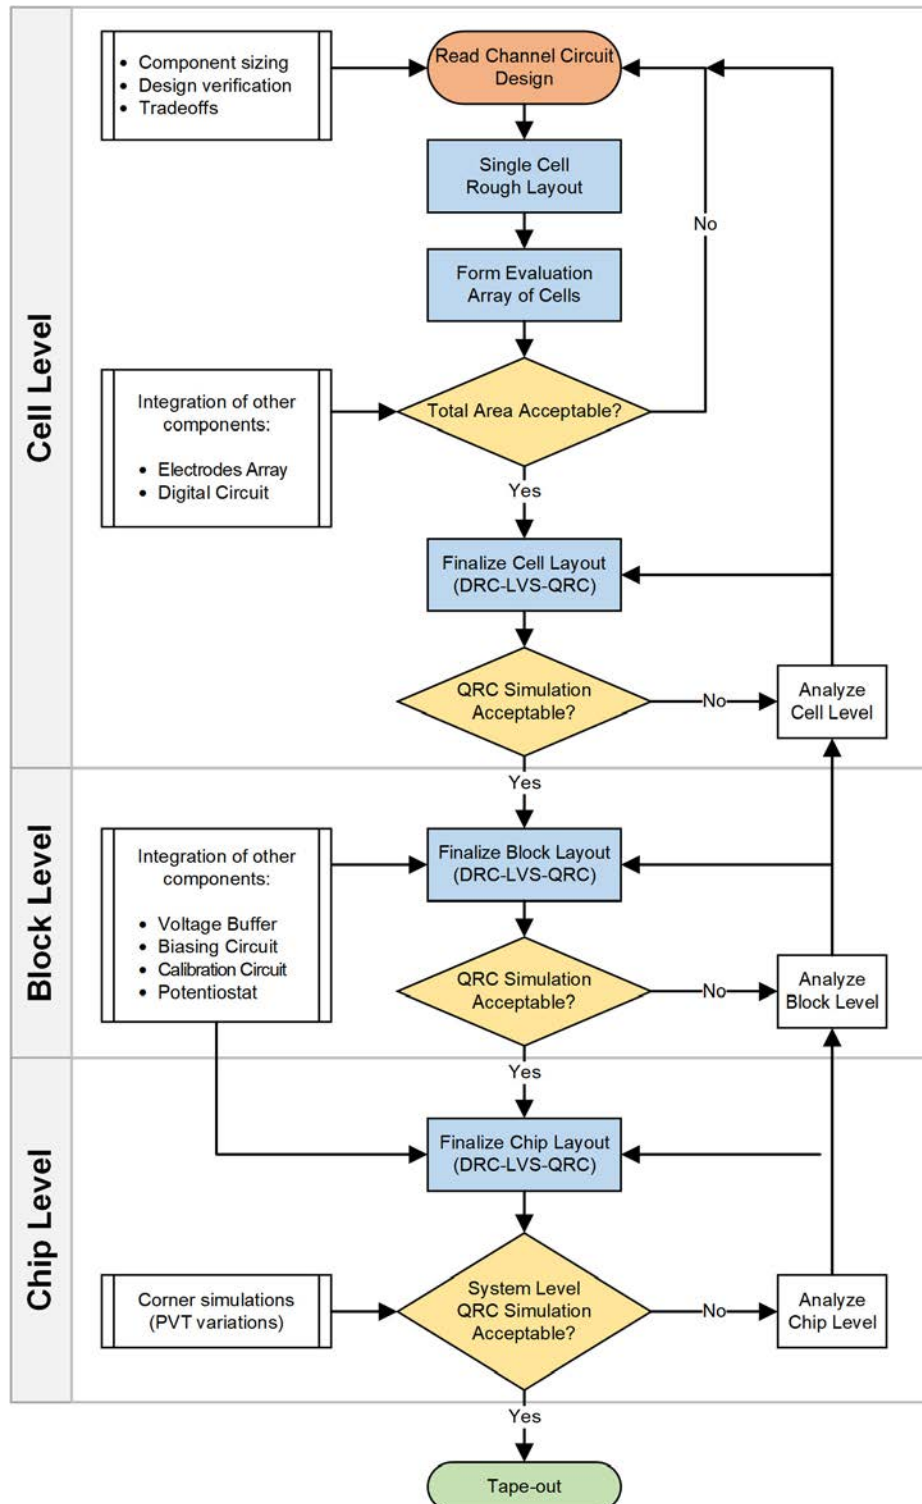 Cell Level
• Component sizing
• Design verification
• Tradeoffs
Read Channel Circuit
Design
Single Cell
Rough Layout
No
Form Evaluation
Array of Cells
Integration of other
components:
• Electrodes Array
• Digital Circuit
Total Area Acceptable?
Yes
Finalize Cell Layout
(DRC-LVS-QRC)
QRC Simulation
Acceptable?
No
Analyze
Cell Level
Yes
Block Level
Integration of other
components:
• Voltage Buffer
• Biasing Circuit
• Calibration Circuit
• Potentiostat
Finalize Block Layout
(DRC-LVS-QRC)
QRC Simulation
Acceptable?
No
Analyze
Block Level
Yes
Chip Level
Finalize Chip Layout
(DRC-LVS-QRC)
Corner simulations
(PVT variations)
System Level
QRC Simulation
Acceptable?
No
Analyze
Chip Level
Yes
Tape-out